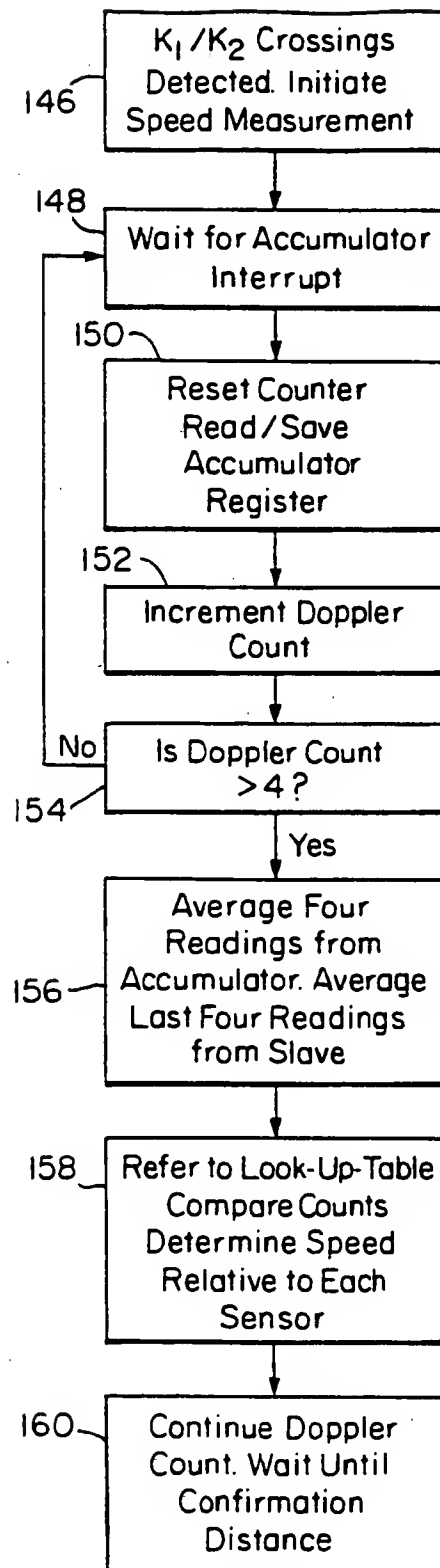 146
K₁/K₂ Crossings
Detected. Initiate
Speed Measurement
148
Wait for Accumulator
Interrupt
150
Reset Counter
Read/Save
Accumulator
Register
152
Increment Doppler
Count
No
154
Is Doppler Count
>4?
Yes
156
Average Four
Readings from
Accumulator. Average
Last Four Readings
from Slave
158
Refer to Look-Up-Table
Compare Counts
Determine Speed
Relative to Each
Sensor
160
Continue Doppler
Count. Wait Until
Confirmation
Distance